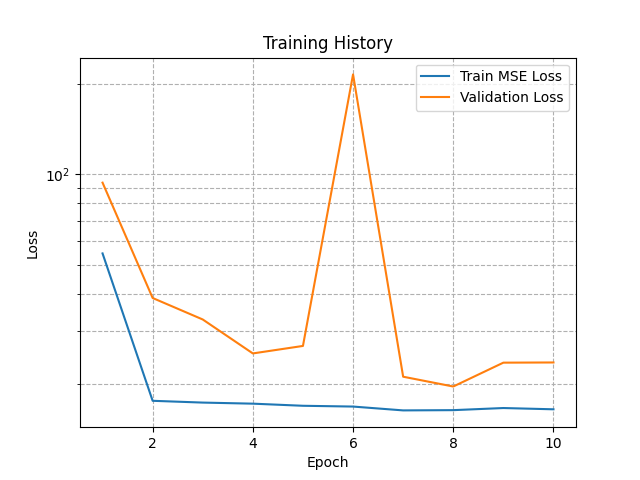 Training History
Train MSE Loss
Validation Loss
10²
Loss
2
4
6
8
10
Epoch